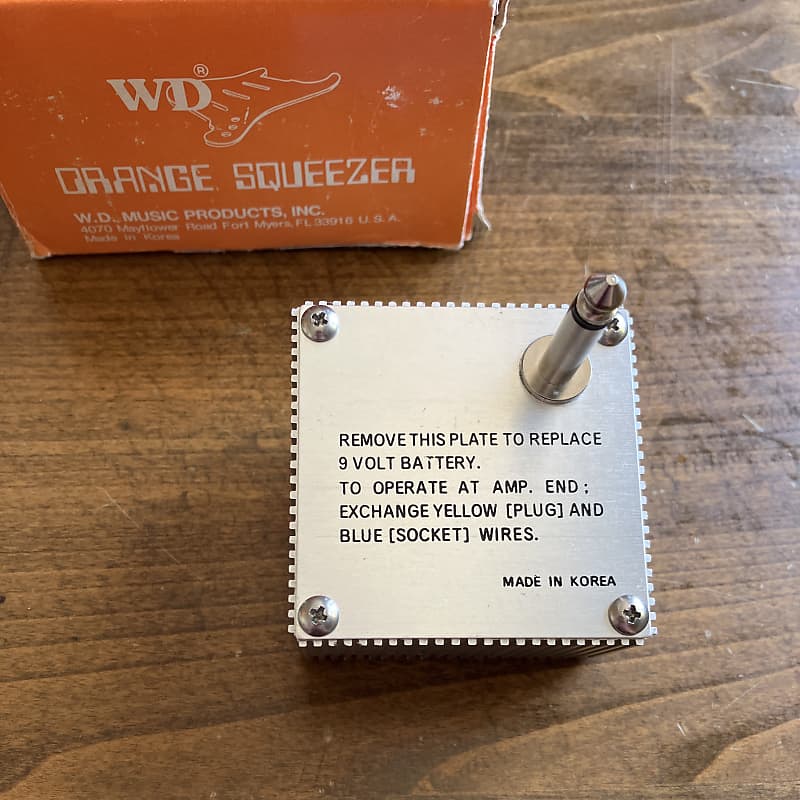 WD®
ORANGE SQUEEZER
W.D. MUSIC PRODUCTS, INC.
4070 Mayflower Road Fort Myers, FL 33916 U.S.A.
Made in Korea
REMOVE THIS PLATE TO REPLACE
9 VOLT BATTERY.
TO OPERATE AT AMP. END;
EXCHANGE YELLOW [PLUG] AND
BLUE [SOCKET] WIRES.
MADE IN KOREA